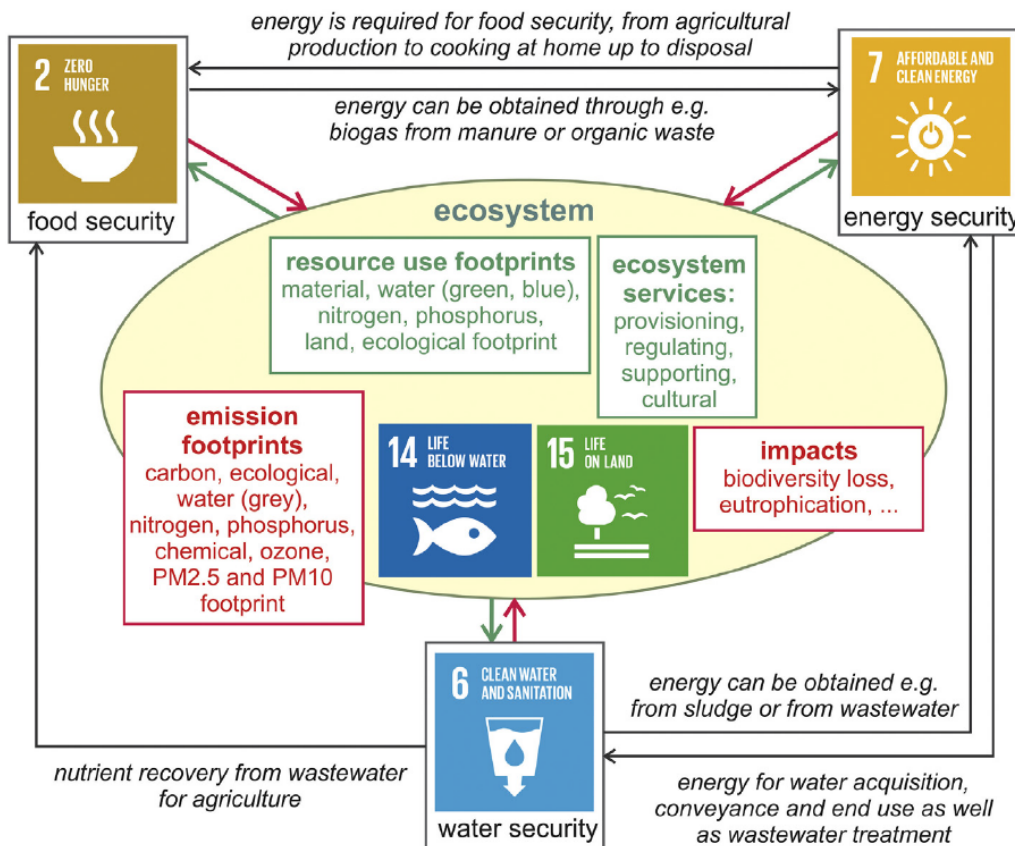 energy is required for food security, from agricultural
production to cooking at home up to disposal
2 ZERO
HUNGER
food security
7 AFFORDABLE AND
CLEAN ENERGY
energy security
energy can be obtained through e.g.
biogas from manure or organic waste
ecosystem
resource use footprints
material, water (green, blue),
nitrogen, phosphorus,
land, ecological footprint
ecosystem
services:
provisioning,
regulating,
supporting,
cultural
emission
footprints
carbon, ecological,
water (grey),
nitrogen, phosphorus,
chemical, ozone,
PM2.5 and PM10
footprint
14 LIFE
BELOW WATER
15 LIFE
ON LAND
impacts
biodiversity loss,
eutrophication, ...
6 CLEAN WATER
AND SANITATION
water security
energy can be obtained e.g.
from sludge or from wastewater
nutrient recovery from wastewater
for agriculture
energy for water acquisition,
conveyance and end use as well
as wastewater treatment